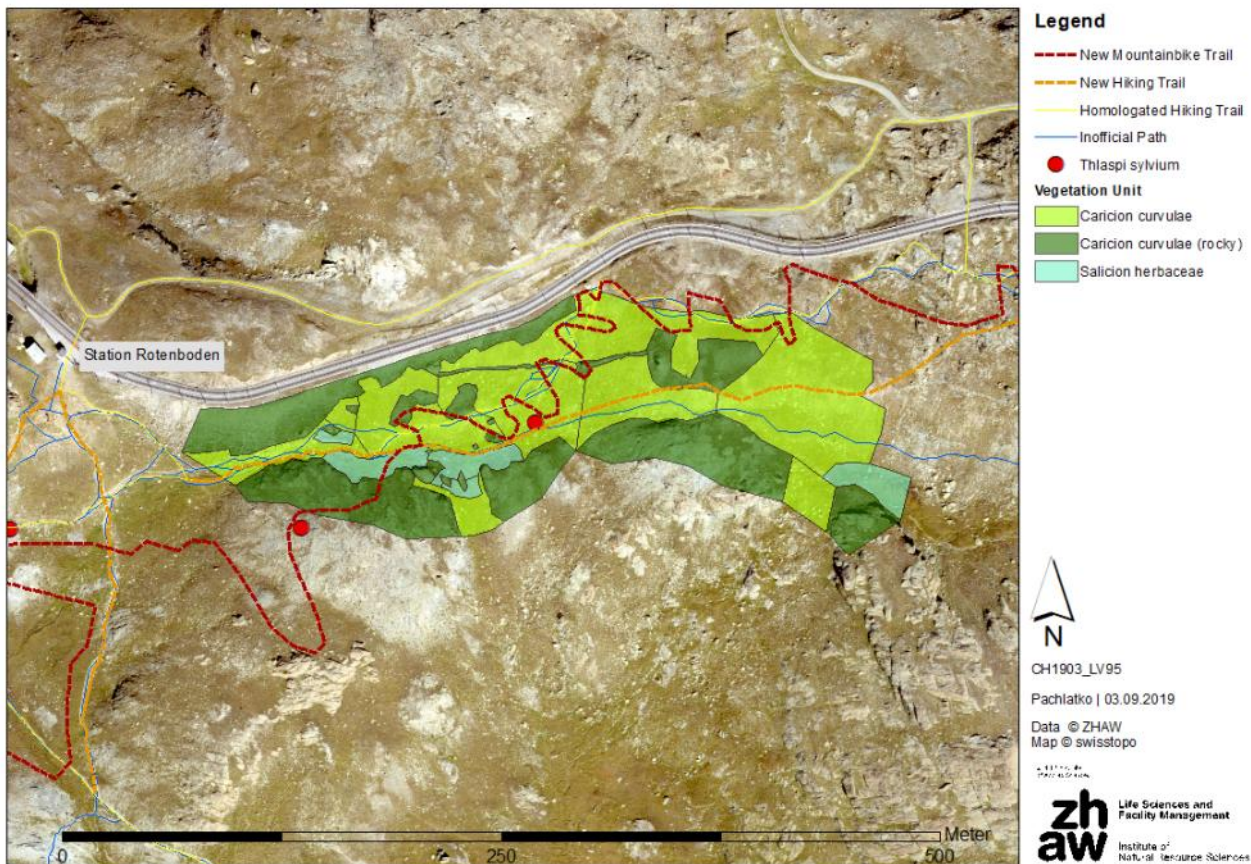 Legend
New Mountainbike Trail
New Hiking Trail
Homologated Hiking Trail
Inofficial Path
Thlaspi sylvium
Vegetation Unit
Caricion curvulae
Caricion curvulae (rocky)
Salicion herbaceae
Station Rotenboden
N
CH1903_LV95
Pachlatko | 03.09.2019
Data © ZHAW
Map © swisstopo
zh
aw
Life Sciences and
Facility Management
Institute of
Natural Resource Sciences
Meter
0 250 500